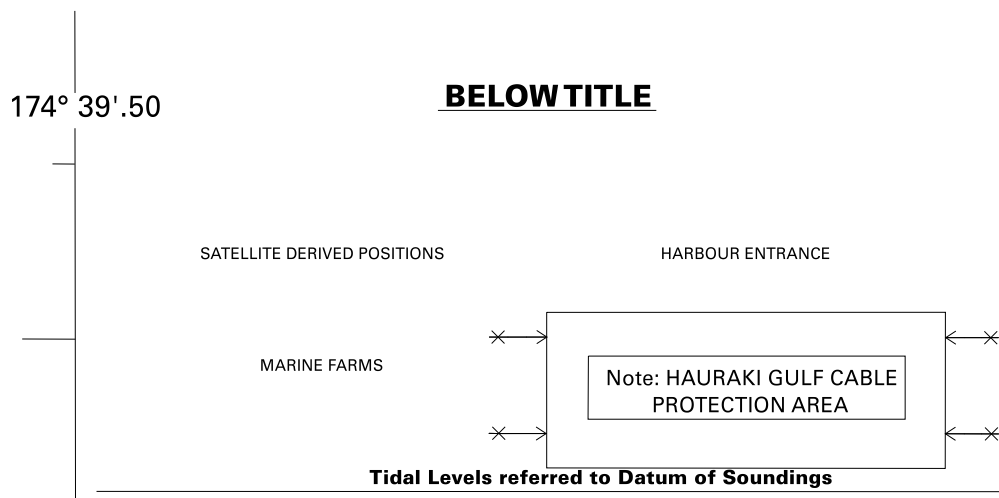 174° 39'.50
BELOW TITLE
SATELLITE DERIVED POSITIONS
HARBOUR ENTRANCE
MARINE FARMS
Note: HAURAKI GULF CABLE
PROTECTION AREA
Tidal Levels referred to Datum of Soundings